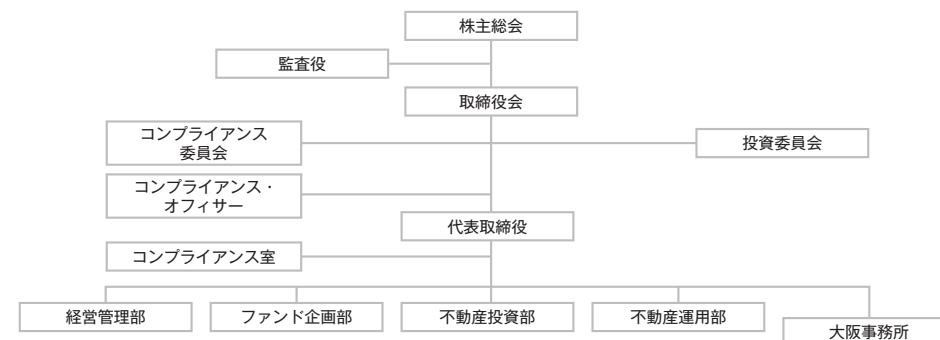 株主総会
監査役
取締役会
コンプライアンス
委員会
投資委員会
コンプライアンス・
オフィサー
代表取締役
コンプライアンス室
経営管理部
ファンド企画部
不動産投資部
不動産運用部
大阪事務所